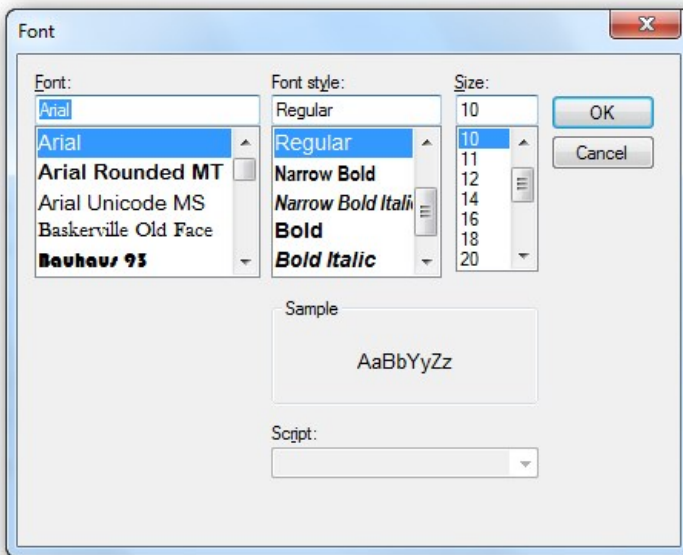 Font
Font:
Arial
Arial
Arial Rounded MT
Arial Unicode MS
Baskerville Old Face
Bauhaus 93
Font style:
Regular
Regular
Narrow Bold
Narrow Bold Itali
Bold
Bold Italic
Size:
10
10
11
12
14
16
18
20
OK
Cancel
Sample
AaBbYyZz
Script: